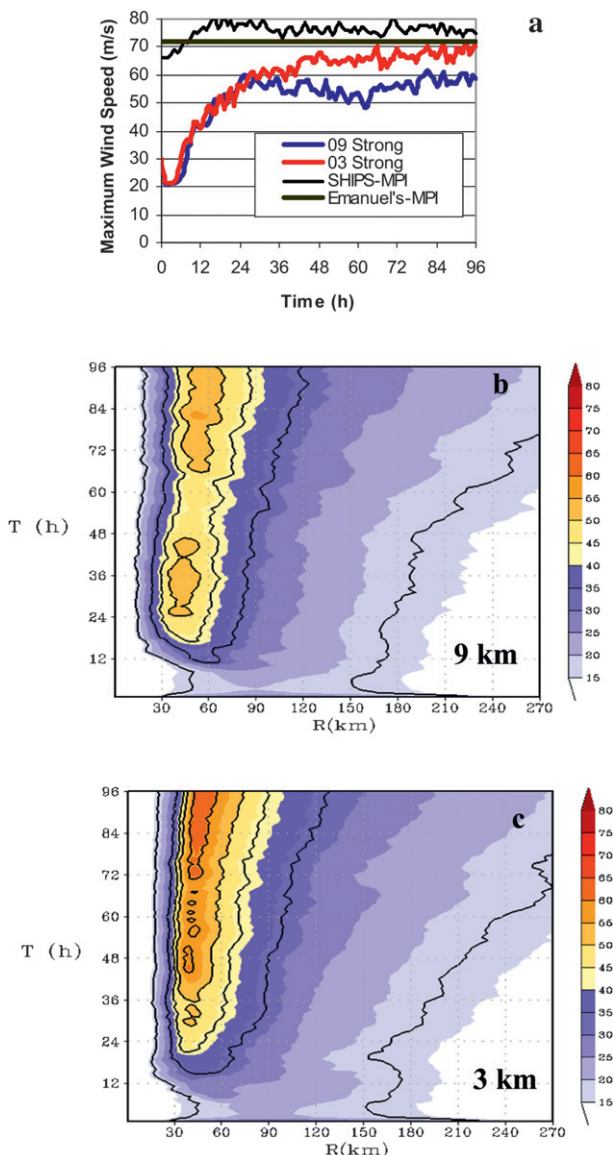 a
Maximum Wind Speed (m/s)
80
70
60
50
40
30
20
10
0
09 Strong
03 Strong
SHIPS-MPI
Emanuel's-MPI
0 12 24 36 48 60 72 84 96
Time (h)
b
T (h)
96
84
72
60
48
36
24
12
9 km
30 60 90 120 150 180 210 240 270
R(km)
80
75
70
65
60
55
50
45
40
35
30
25
20
15
c
T (h)
96
84
72
60
48
36
24
12
3 km
30 60 90 120 150 180 210 240 270
R(km)
80
75
70
65
60
55
50
45
40
35
30
25
20
15